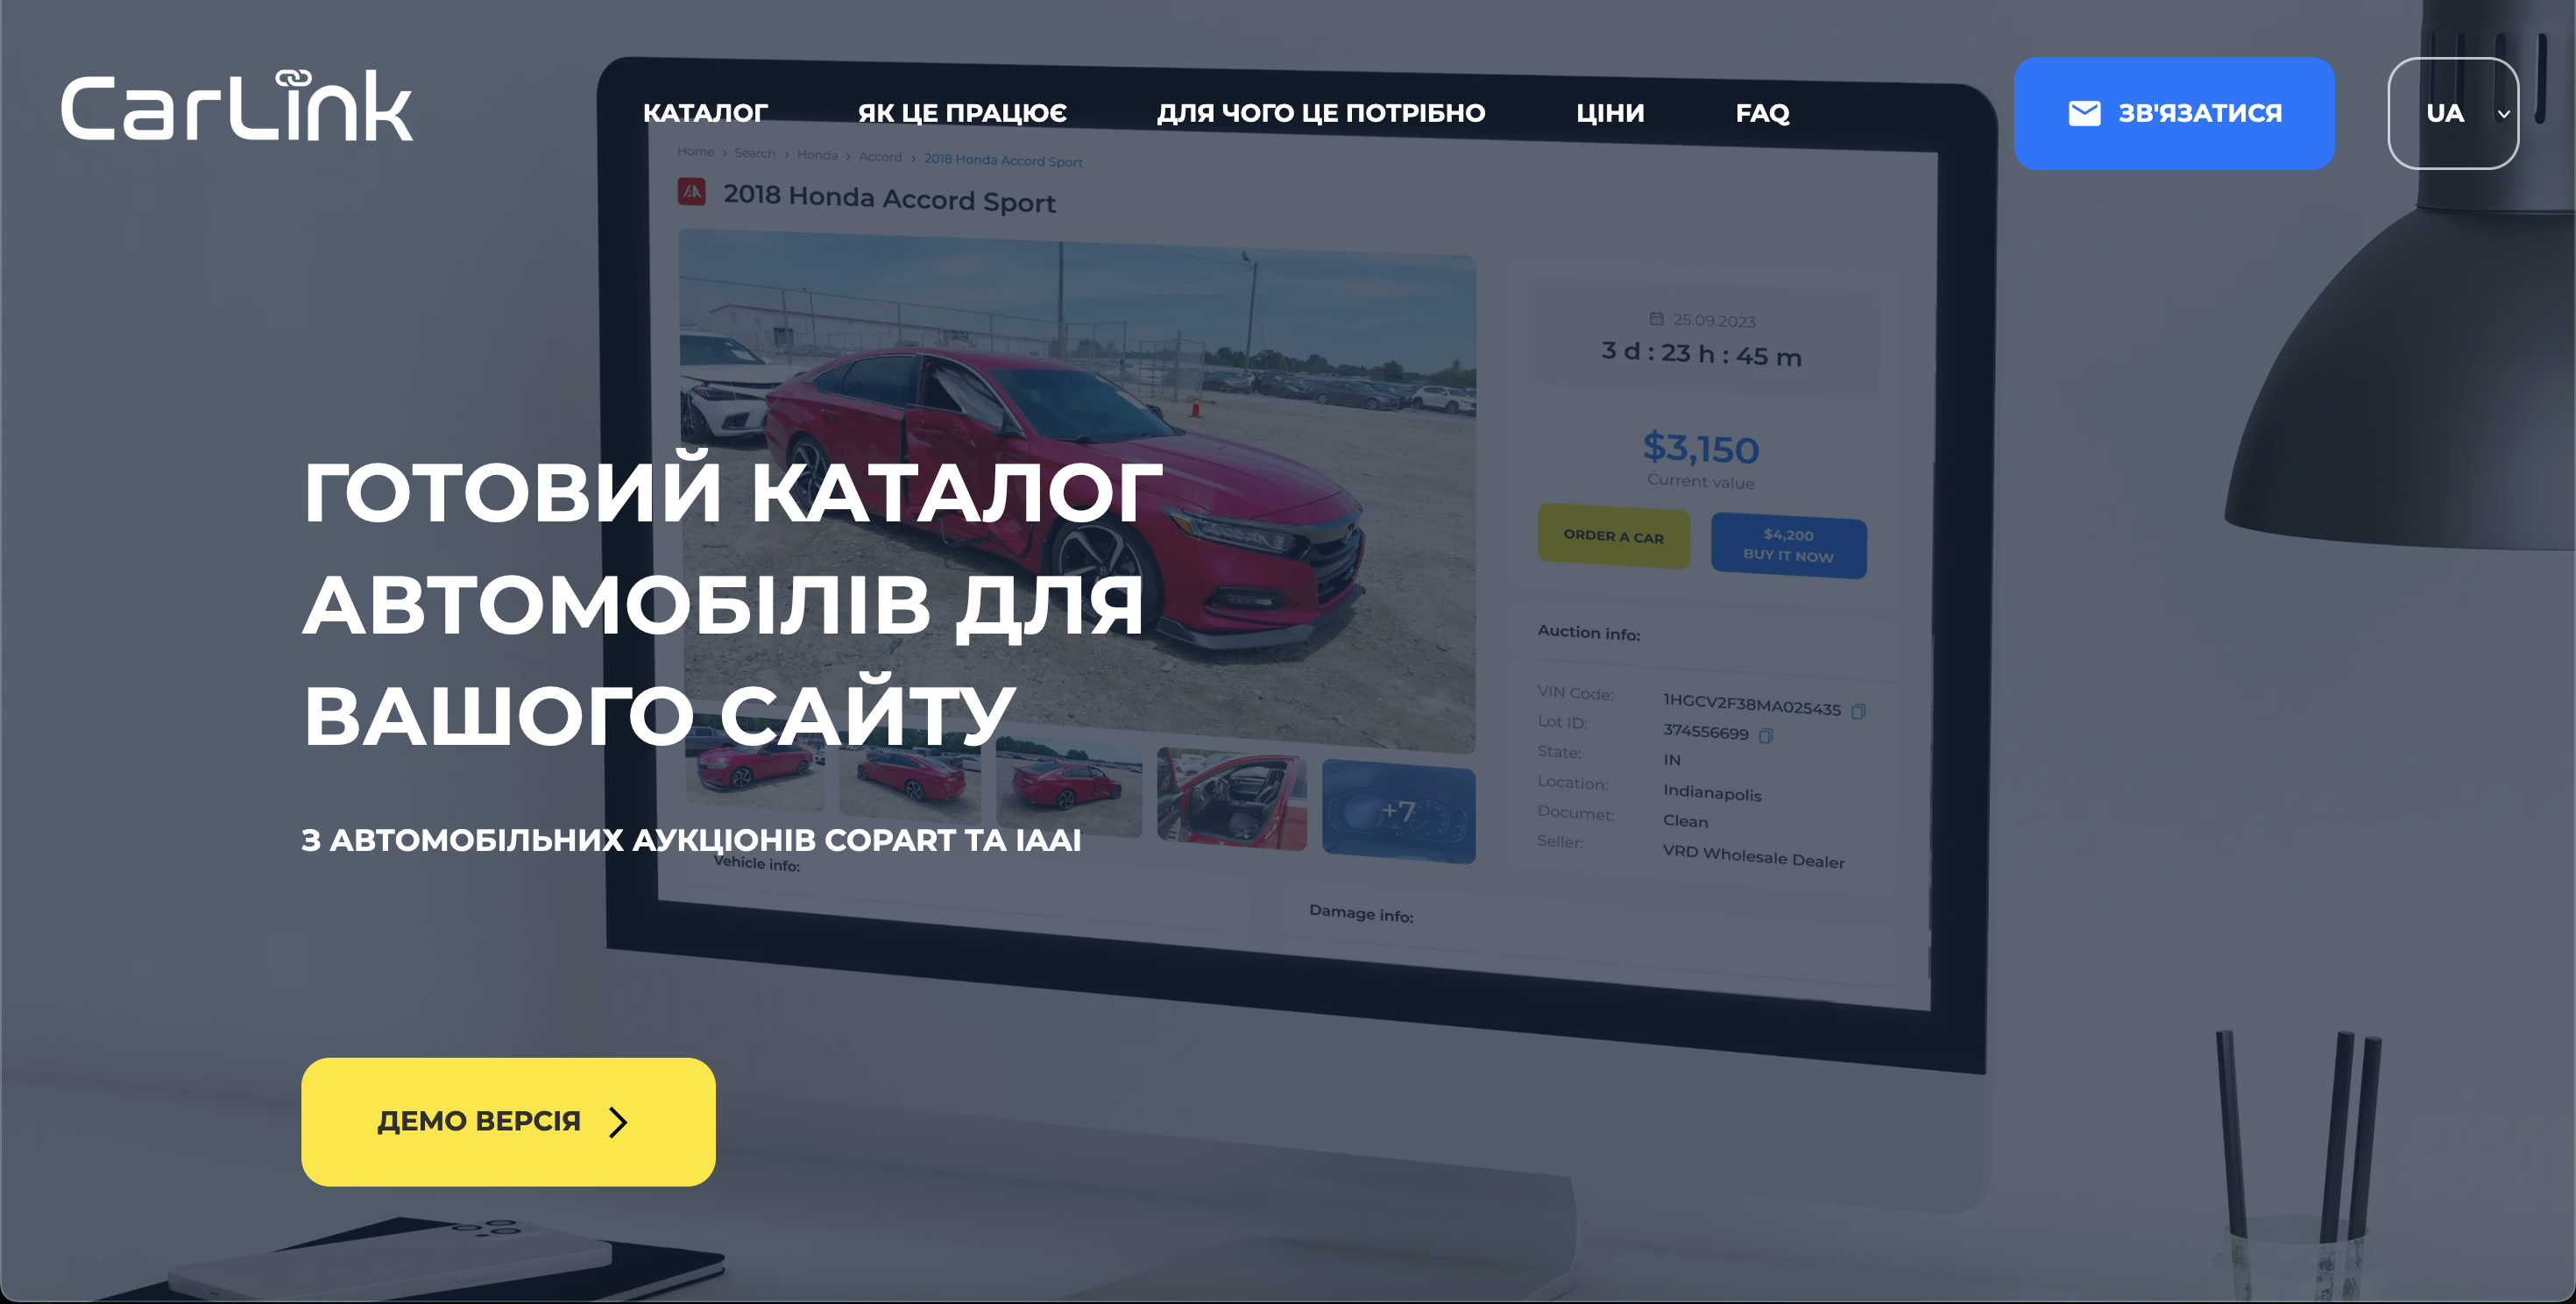 CarLink
КАТАЛОГ
ЯК ЦЕ ПРАЦЮЄ
ДЛЯ ЧОГО ЦЕ ПОТРІБНО
ЦІНИ
FAQ
ЗВ'ЯЗАТИСЯ
UA
Home > Search > Honda > Accord > 2018 Honda Accord Sport
IAA 2018 Honda Accord Sport
25.09.2023
3 d : 23 h : 45 m
$3,150
Current value
ORDER A CAR
$4,200
BUY IT NOW
ГОТОВИЙ КАТАЛОГ
АВТОМОБІЛІВ ДЛЯ
ВАШОГО САЙТУ
З АВТОМОБІЛЬНИХ АУКЦІОНІВ COPART ТА IAAI
Auction info:
VIN Code: 1HGCV2F38MA025435
Lot ID: 374556699
State: IN
Location: Indianapolis
Documet: Clean
Seller: VRD Wholesale Dealer
+7
Vehicle info:
Damage info:
ДЕМО ВЕРСІЯ